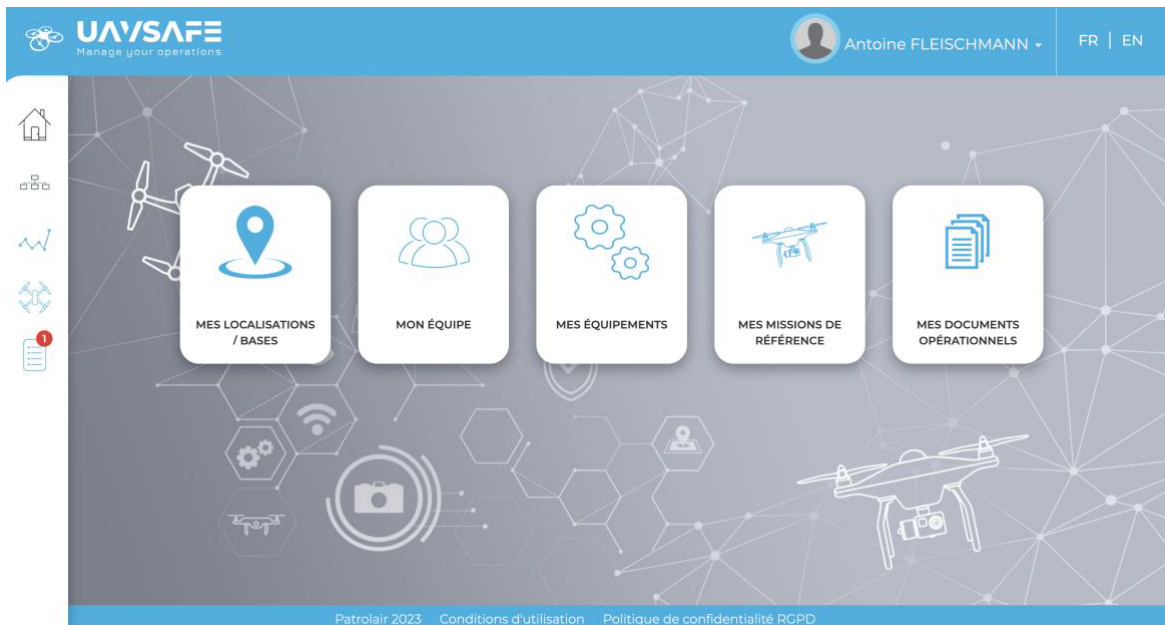 UAVSAFE
Manage your operations
Antoine FLEISCHMANN
FR | EN
1
MES LOCALISATIONS
/ BASES
MON ÉQUIPE
MES ÉQUIPEMENTS
MES MISSIONS DE
RÉFÉRENCE
MES DOCUMENTS
OPÉRATIONNELS
Patrolair 2023 Conditions d'utilisation Politique de confidentialité RGPD